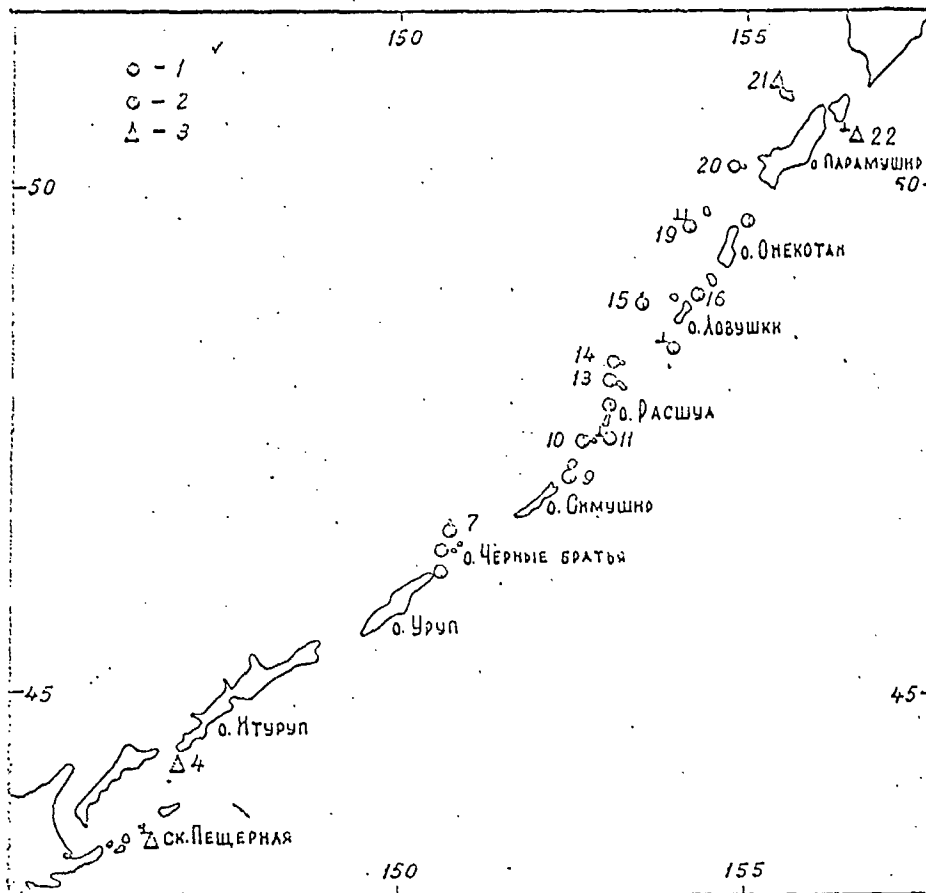 150 155
○ - 1
○ - 2
△ - 3
21
22
о ПАРАМУШИР
20
50 50
19
о. ОНЕКОТАН
15 16
о. ЛОВУШКИ
14
13
о. РАСШУА
10 11
9
о. СИМУШИР
7
о. ЧЁРНЫЕ БРАТЬЯ
о. УРУП
45 45
о. ИТУРУП
4
СК. ПЕЩЕРНАЯ
150 155